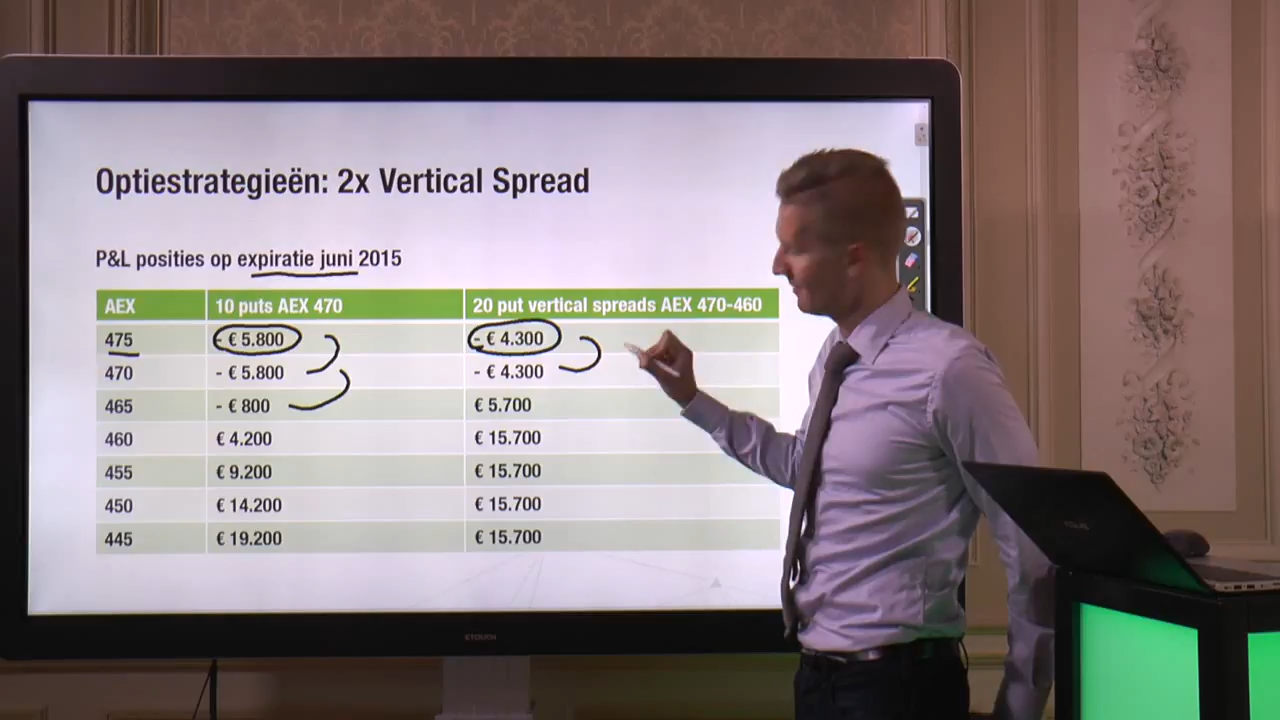 Optiestrategieën: 2x Vertical Spread
P&L posities op expiratie juni 2015
AEX 10 puts AEX 470 20 put vertical spreads AEX 470-460
475 - € 5.800 - € 4.300
470 - € 5.800 - € 4.300
465 - € 800 € 5.700
460 € 4.200 € 15.700
455 € 9.200 € 15.700
450 € 14.200 € 15.700
445 € 19.200 € 15.700
CTOUCH